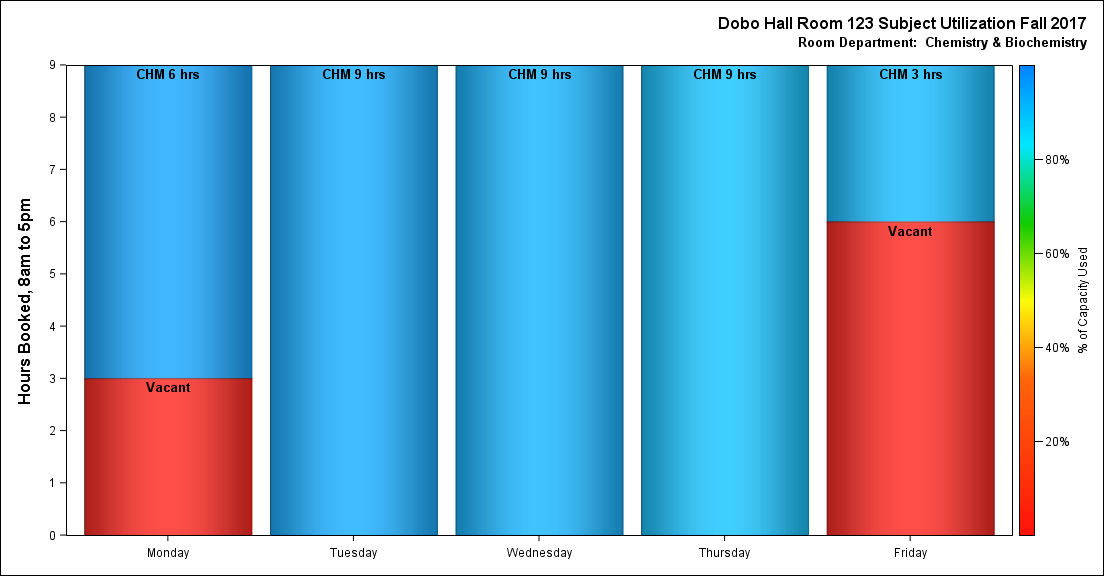 Dobo Hall Room 123 Subject Utilization Fall 2017
Room Department:  Chemistry & Biochemistry
Hours Booked, 8am to 5pm
9
8
7
6
5
4
3
2
1
0
CHM 6 hrs
Vacant
CHM 9 hrs
CHM 9 hrs
CHM 9 hrs
CHM 3 hrs
Vacant
Monday
Tuesday
Wednesday
Thursday
Friday
80%
60%
40%
20%
% of Capacity Used